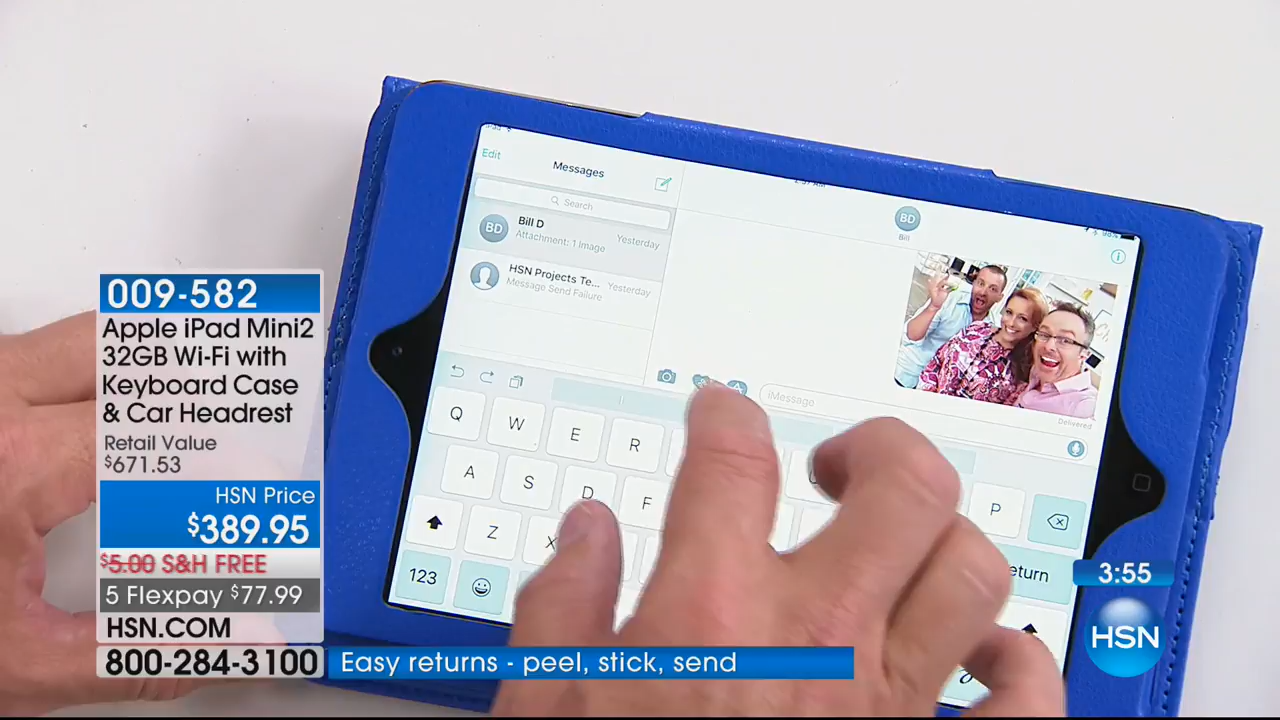 009-582
Apple iPad Mini2
32GB Wi-Fi with
Keyboard Case
& Car Headrest
Retail Value
$671.53
HSN Price
$389.95
$5.00 S&H FREE
5 Flexpay $77.99
HSN.COM
800-284-3100
Easy returns - peel, stick, send
3:55
HSN
iPad
98%
Edit
Messages
Search
BD
Bill D
Yesterday
Attachment: 1 Image
HSN Projects Te...
Yesterday
Message Send Failure
BD
Bill
Delivered
iMessage
Q W E R P
A S D F
Z X
return
123